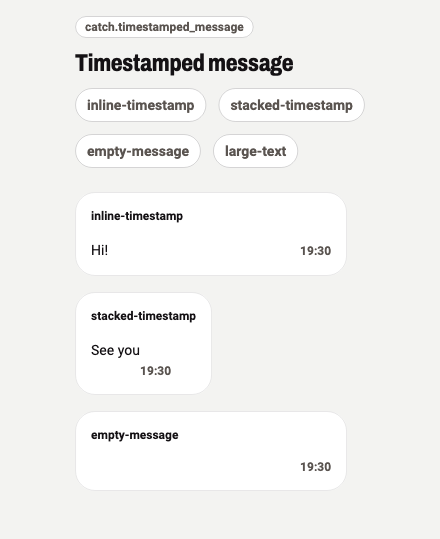 catch.timestamped_message
Timestamped message
inline-timestamp
stacked-timestamp
empty-message
large-text
inline-timestamp
Hi!
19:30
stacked-timestamp
See you
19:30
empty-message
19:30